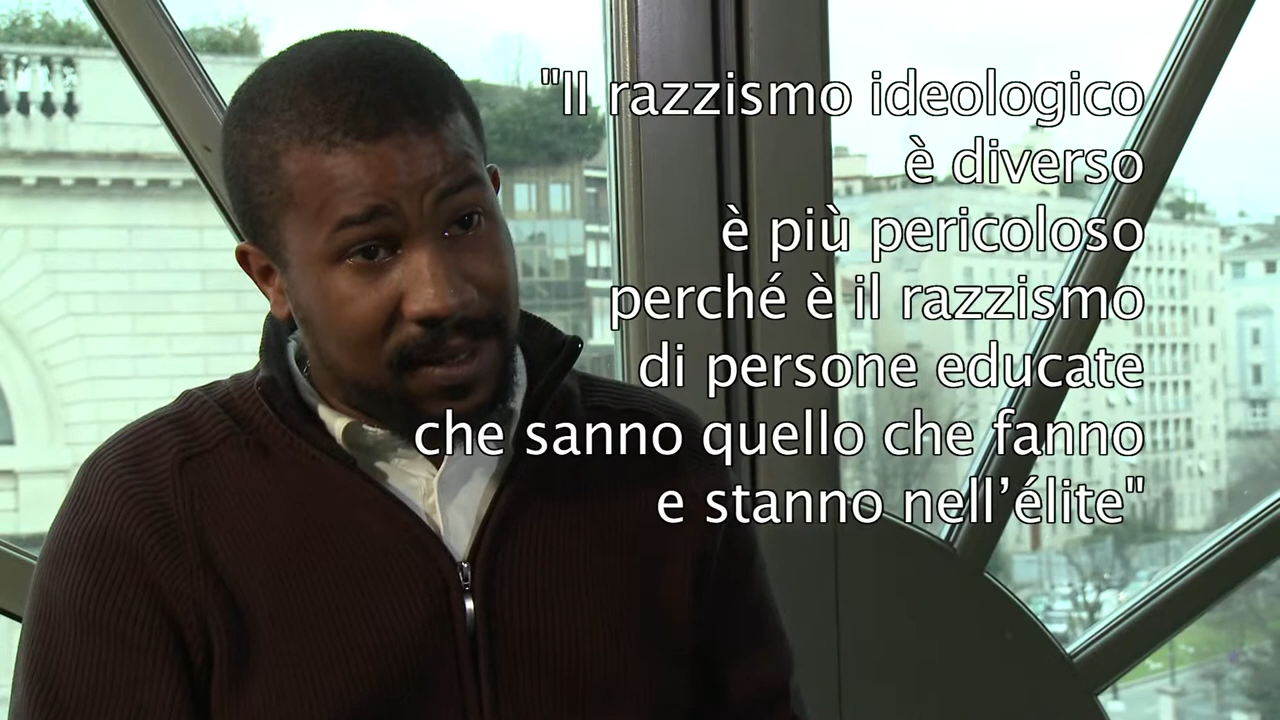 "Il razzismo ideologico
è diverso
è più pericoloso
perché è il razzismo
di persone educate
che sanno quello che fanno
e stanno nell’élite"